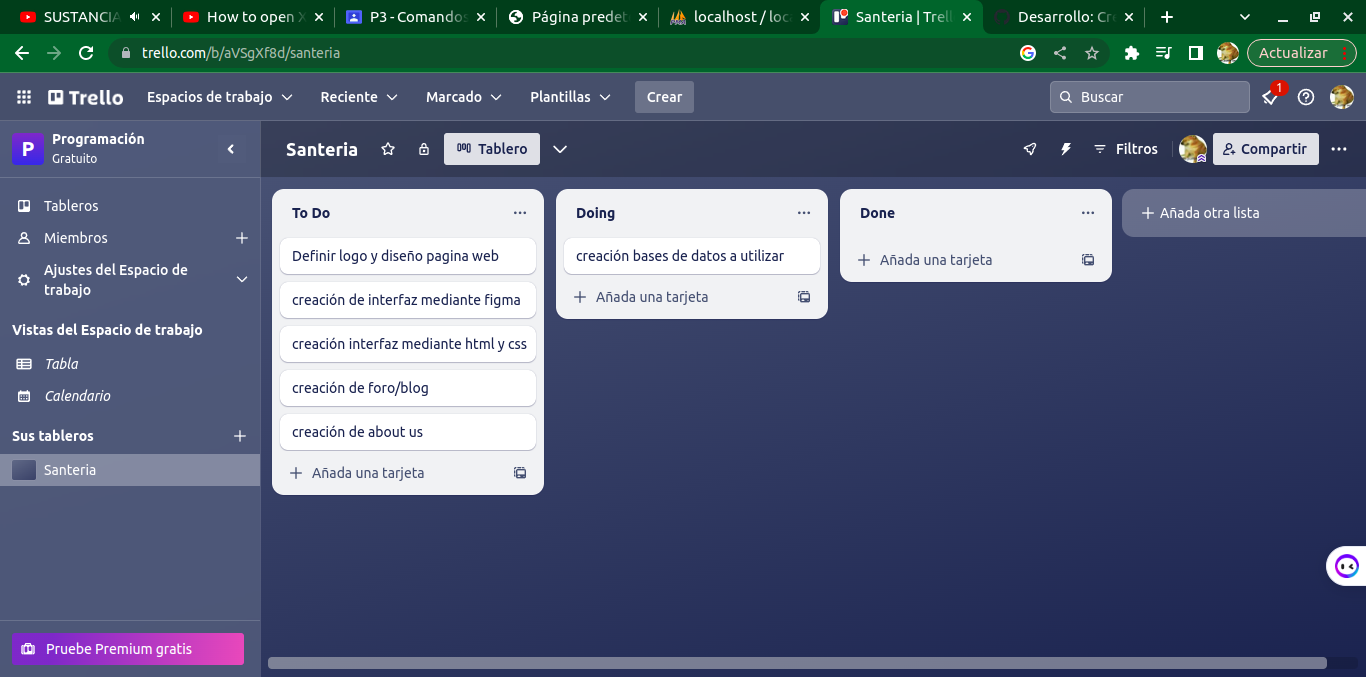 SUSTANCIA
How to open X
P3 - Comandos
Página predet
localhost / loc
Santeria | Trell
Desarrollo: Cre
trello.com/b/aVSgXf8d/santeria
Actualizar
Trello
Espacios de trabajo
Reciente
Marcado
Plantillas
Crear
Buscar
1
P
Programación
Gratuito
Santeria
Tablero
Filtros
Compartir
Tableros
Miembros
Ajustes del Espacio de
trabajo
Vistas del Espacio de trabajo
Tabla
Calendario
Sus tableros
Santeria
Pruebe Premium gratis
To Do
Definir logo y diseño pagina web
creación de interfaz mediante figma
creación interfaz mediante html y css
creación de foro/blog
creación de about us
Añada una tarjeta
Doing
creación bases de datos a utilizar
Añada una tarjeta
Done
Añada una tarjeta
Añada otra lista